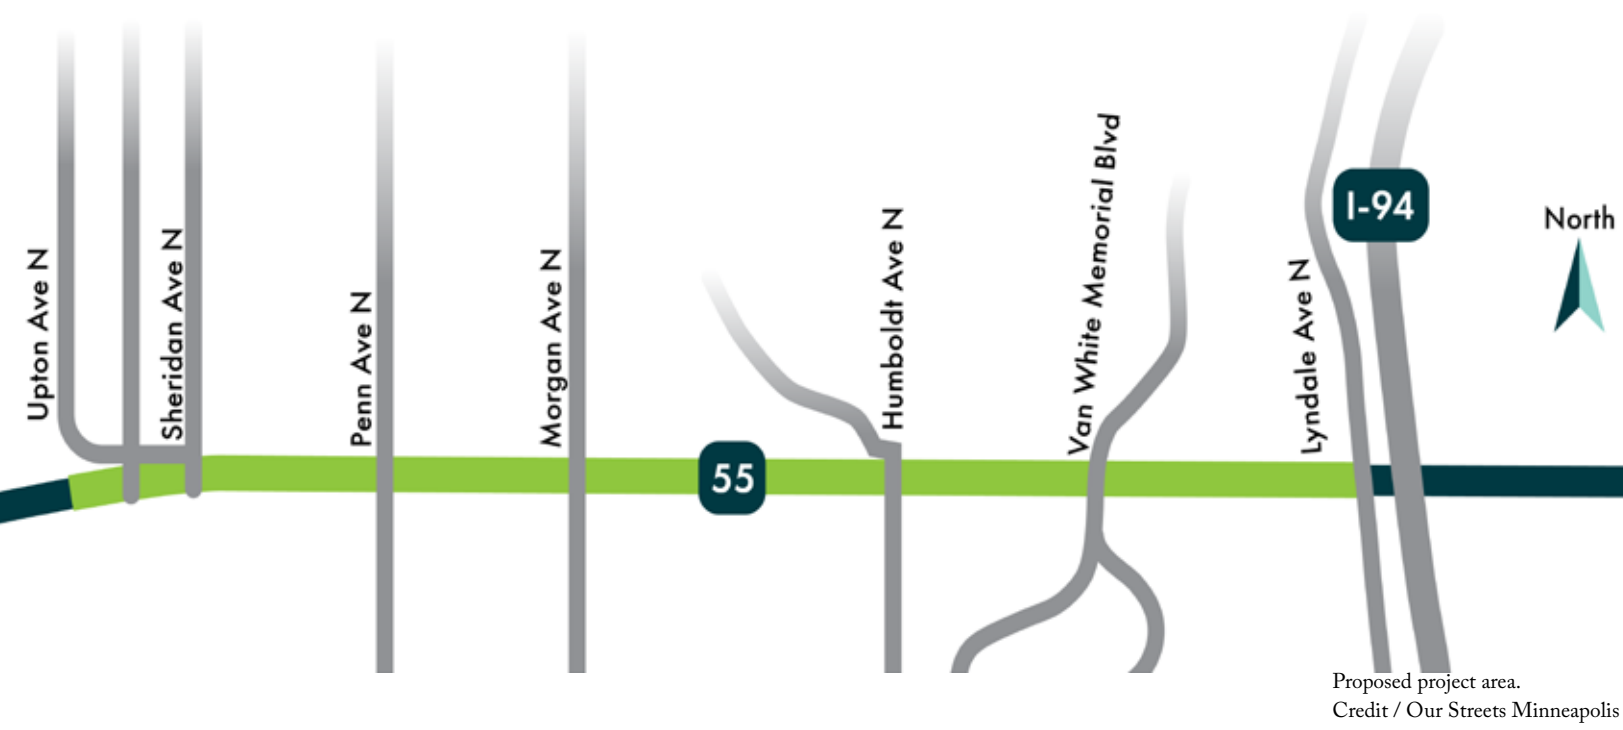 Upton Ave N
Sheridan Ave N
Penn Ave N
Morgan Ave N
55
Humboldt Ave N
Van White Memorial Blvd
Lyndale Ave N
I-94
North
Proposed project area.
Credit / Our Streets Minneapolis